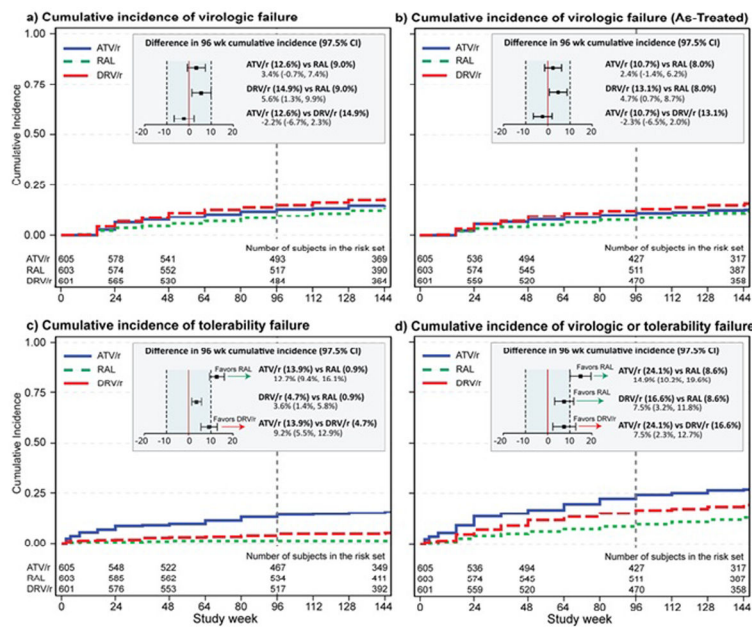 a) Cumulative incidence of virologic failure
ATV/r
RAL
DRV/r
Difference in 96 wk cumulative incidence (97.5% CI)
ATV/r (12.6%) vs RAL (9.0%)
3.4% (-0.7%, 7.4%)
DRV/r (14.9%) vs RAL (9.0%)
5.6% (1.3%, 9.9%)
ATV/r (12.6%) vs DRV/r (14.9%)
-2.2% (-6.7%, 2.3%)
-20 -10 0 10 20
Cumulative Incidence
1.00
0.75
0.50
0.25
0.00
Number of subjects in the risk set
ATV/r 605 578 541 493 369
RAL 603 574 552 517 390
DRV/r 601 565 530 484 364
0 24 48 64 80 96 112 128 144
b) Cumulative incidence of virologic failure (As-Treated)
ATV/r
RAL
DRV/r
Difference in 96 wk cumulative incidence (97.5% CI)
ATV/r (10.7%) vs RAL (8.0%)
2.4% (-1.4%, 6.2%)
DRV/r (13.1%) vs RAL (8.0%)
4.7% (0.7%, 8.7%)
ATV/r (10.7%) vs DRV/r (13.1%)
-2.3% (-6.5%, 2.0%)
-20 -10 0 10 20
1.00
0.75
0.50
0.25
0.00
Number of subjects in the risk set
605 536 494 427 317
603 574 545 511 387
601 559 520 470 358
0 24 48 64 80 96 112 128 144
c) Cumulative incidence of tolerability failure
ATV/r
RAL
DRV/r
Difference in 96 wk cumulative incidence (97.5% CI)
Favors RAL
ATV/r (13.9%) vs RAL (0.9%)
12.7% (9.4%, 16.1%)
DRV/r (4.7%) vs RAL (0.9%)
3.6% (1.4%, 5.8%)
Favors DRV/r
ATV/r (13.9%) vs DRV/r (4.7%)
9.2% (5.5%, 12.9%)
-20 -10 0 10 20
Cumulative Incidence
1.00
0.75
0.50
0.25
0.00
Number of subjects in the risk set
ATV/r 605 548 522 467 349
RAL 603 585 562 534 411
DRV/r 601 576 553 517 392
0 24 48 64 80 96 112 128 144
Study week
d) Cumulative incidence of virologic or tolerability failure
ATV/r
RAL
DRV/r
Difference in 96 wk cumulative incidence (97.5% CI)
Favors RAL
ATV/r (24.1%) vs RAL (8.6%)
14.9% (10.2%, 19.6%)
Favors RAL
DRV/r (16.6%) vs RAL (8.6%)
7.5% (3.2%, 11.8%)
Favors DRV/r
ATV/r (24.1%) vs DRV/r (16.6%)
7.5% (2.3%, 12.7%)
-20 -10 0 10 20
1.00
0.75
0.50
0.25
0.00
Number of subjects in the risk set
605 536 494 427 317
603 574 545 511 387
601 559 520 470 358
0 24 48 64 80 96 112 128 144
Study week